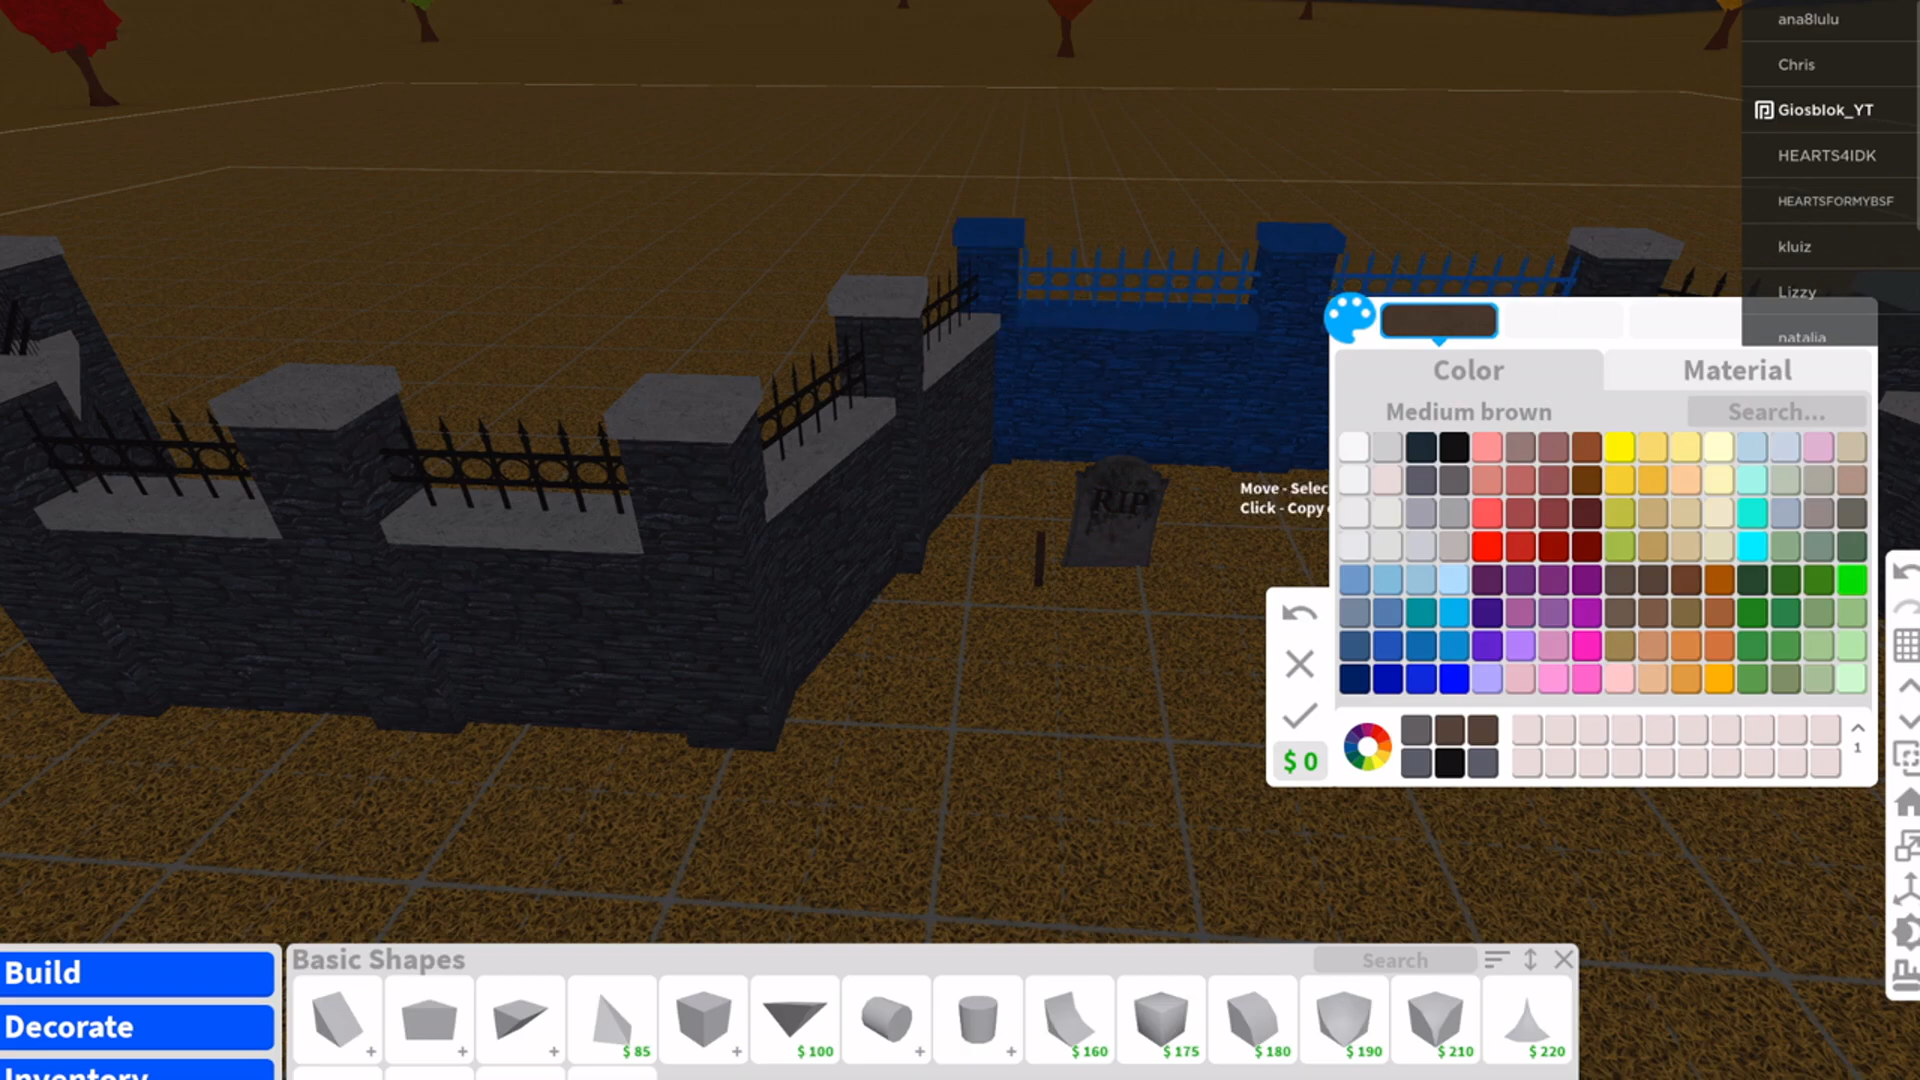 ana8lulu
Chris
Giosblok_YT
HEARTS4IDK
HEARTSFORMYBSF
kluiz
Lizzy
natalia
Color
Material
Medium brown
Search...
RIP
Move - Selec
Click - Copy
$ 0
1
Build
Decorate
Inventory
Basic Shapes
Search
$ 85
$ 100
$ 160
$ 175
$ 180
$ 190
$ 210
$ 220